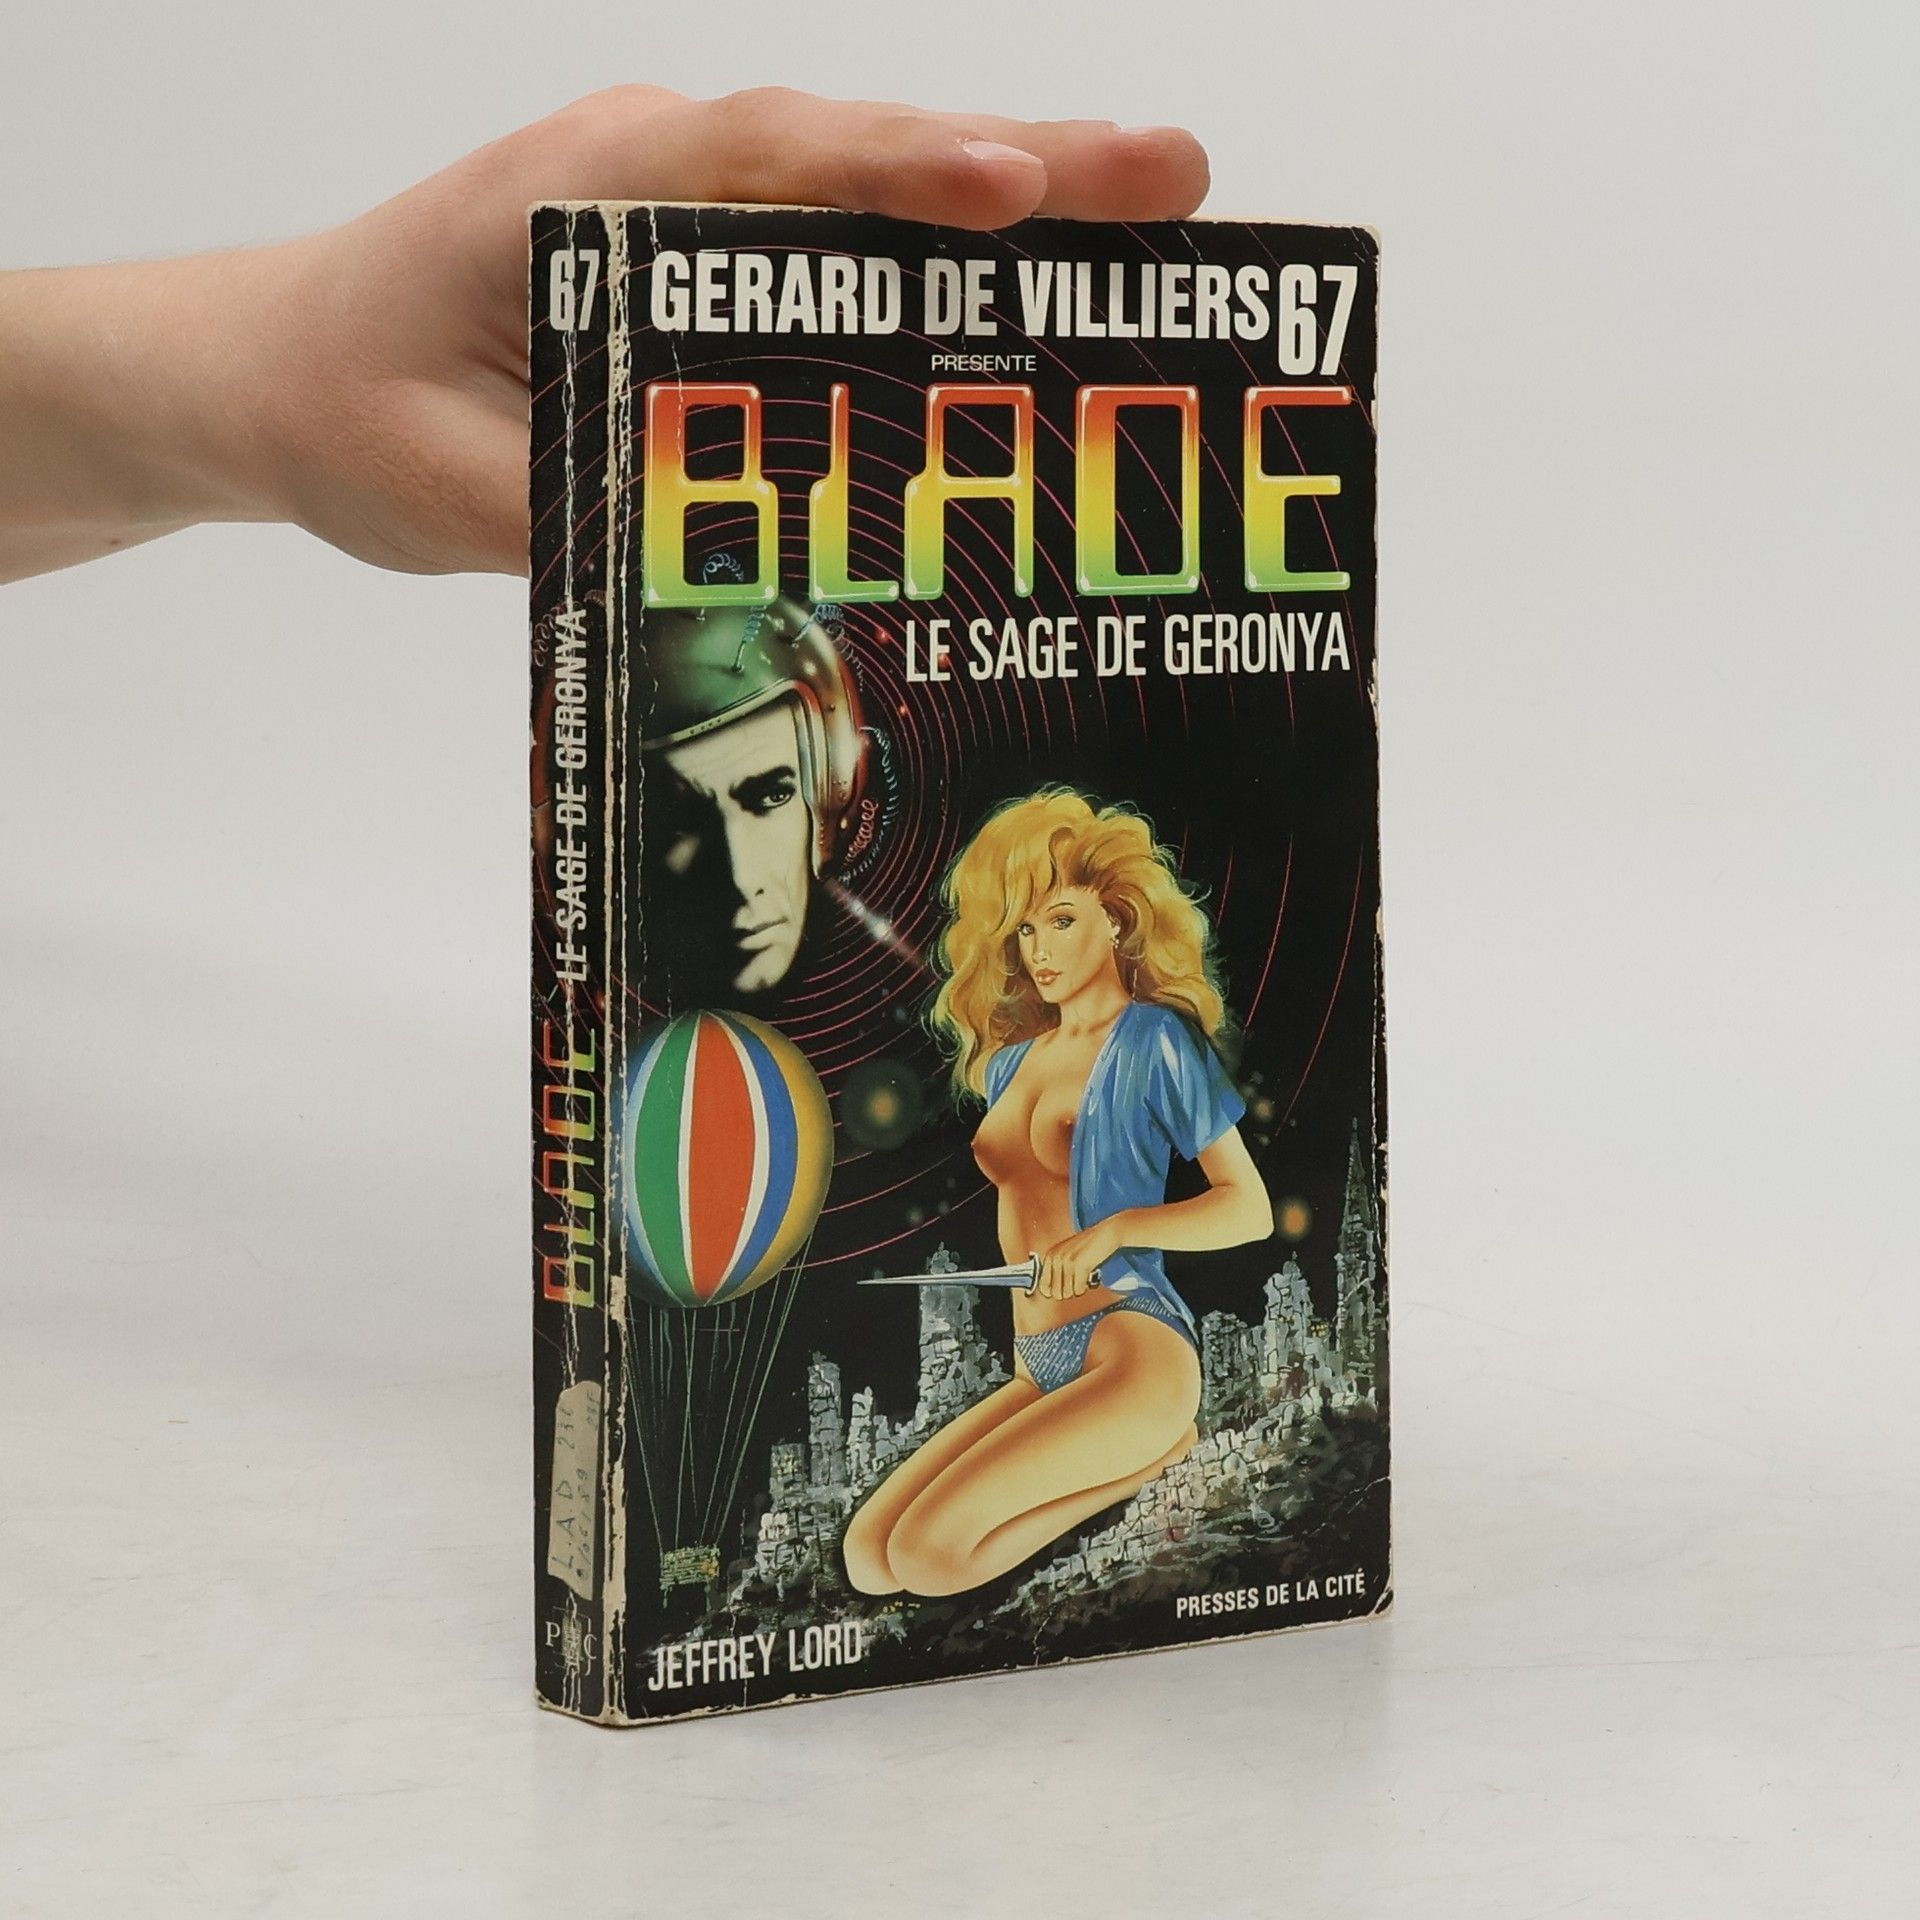 67
GERARD DE VILLIERS 67
PRESENTE
BLADE
LE SAGE DE GERONYA
JEFFREY LORD
PRESSES DE LA CITÉ
LE SAGE DE GERONYA
BLADE
L.A.D 231
P Ç